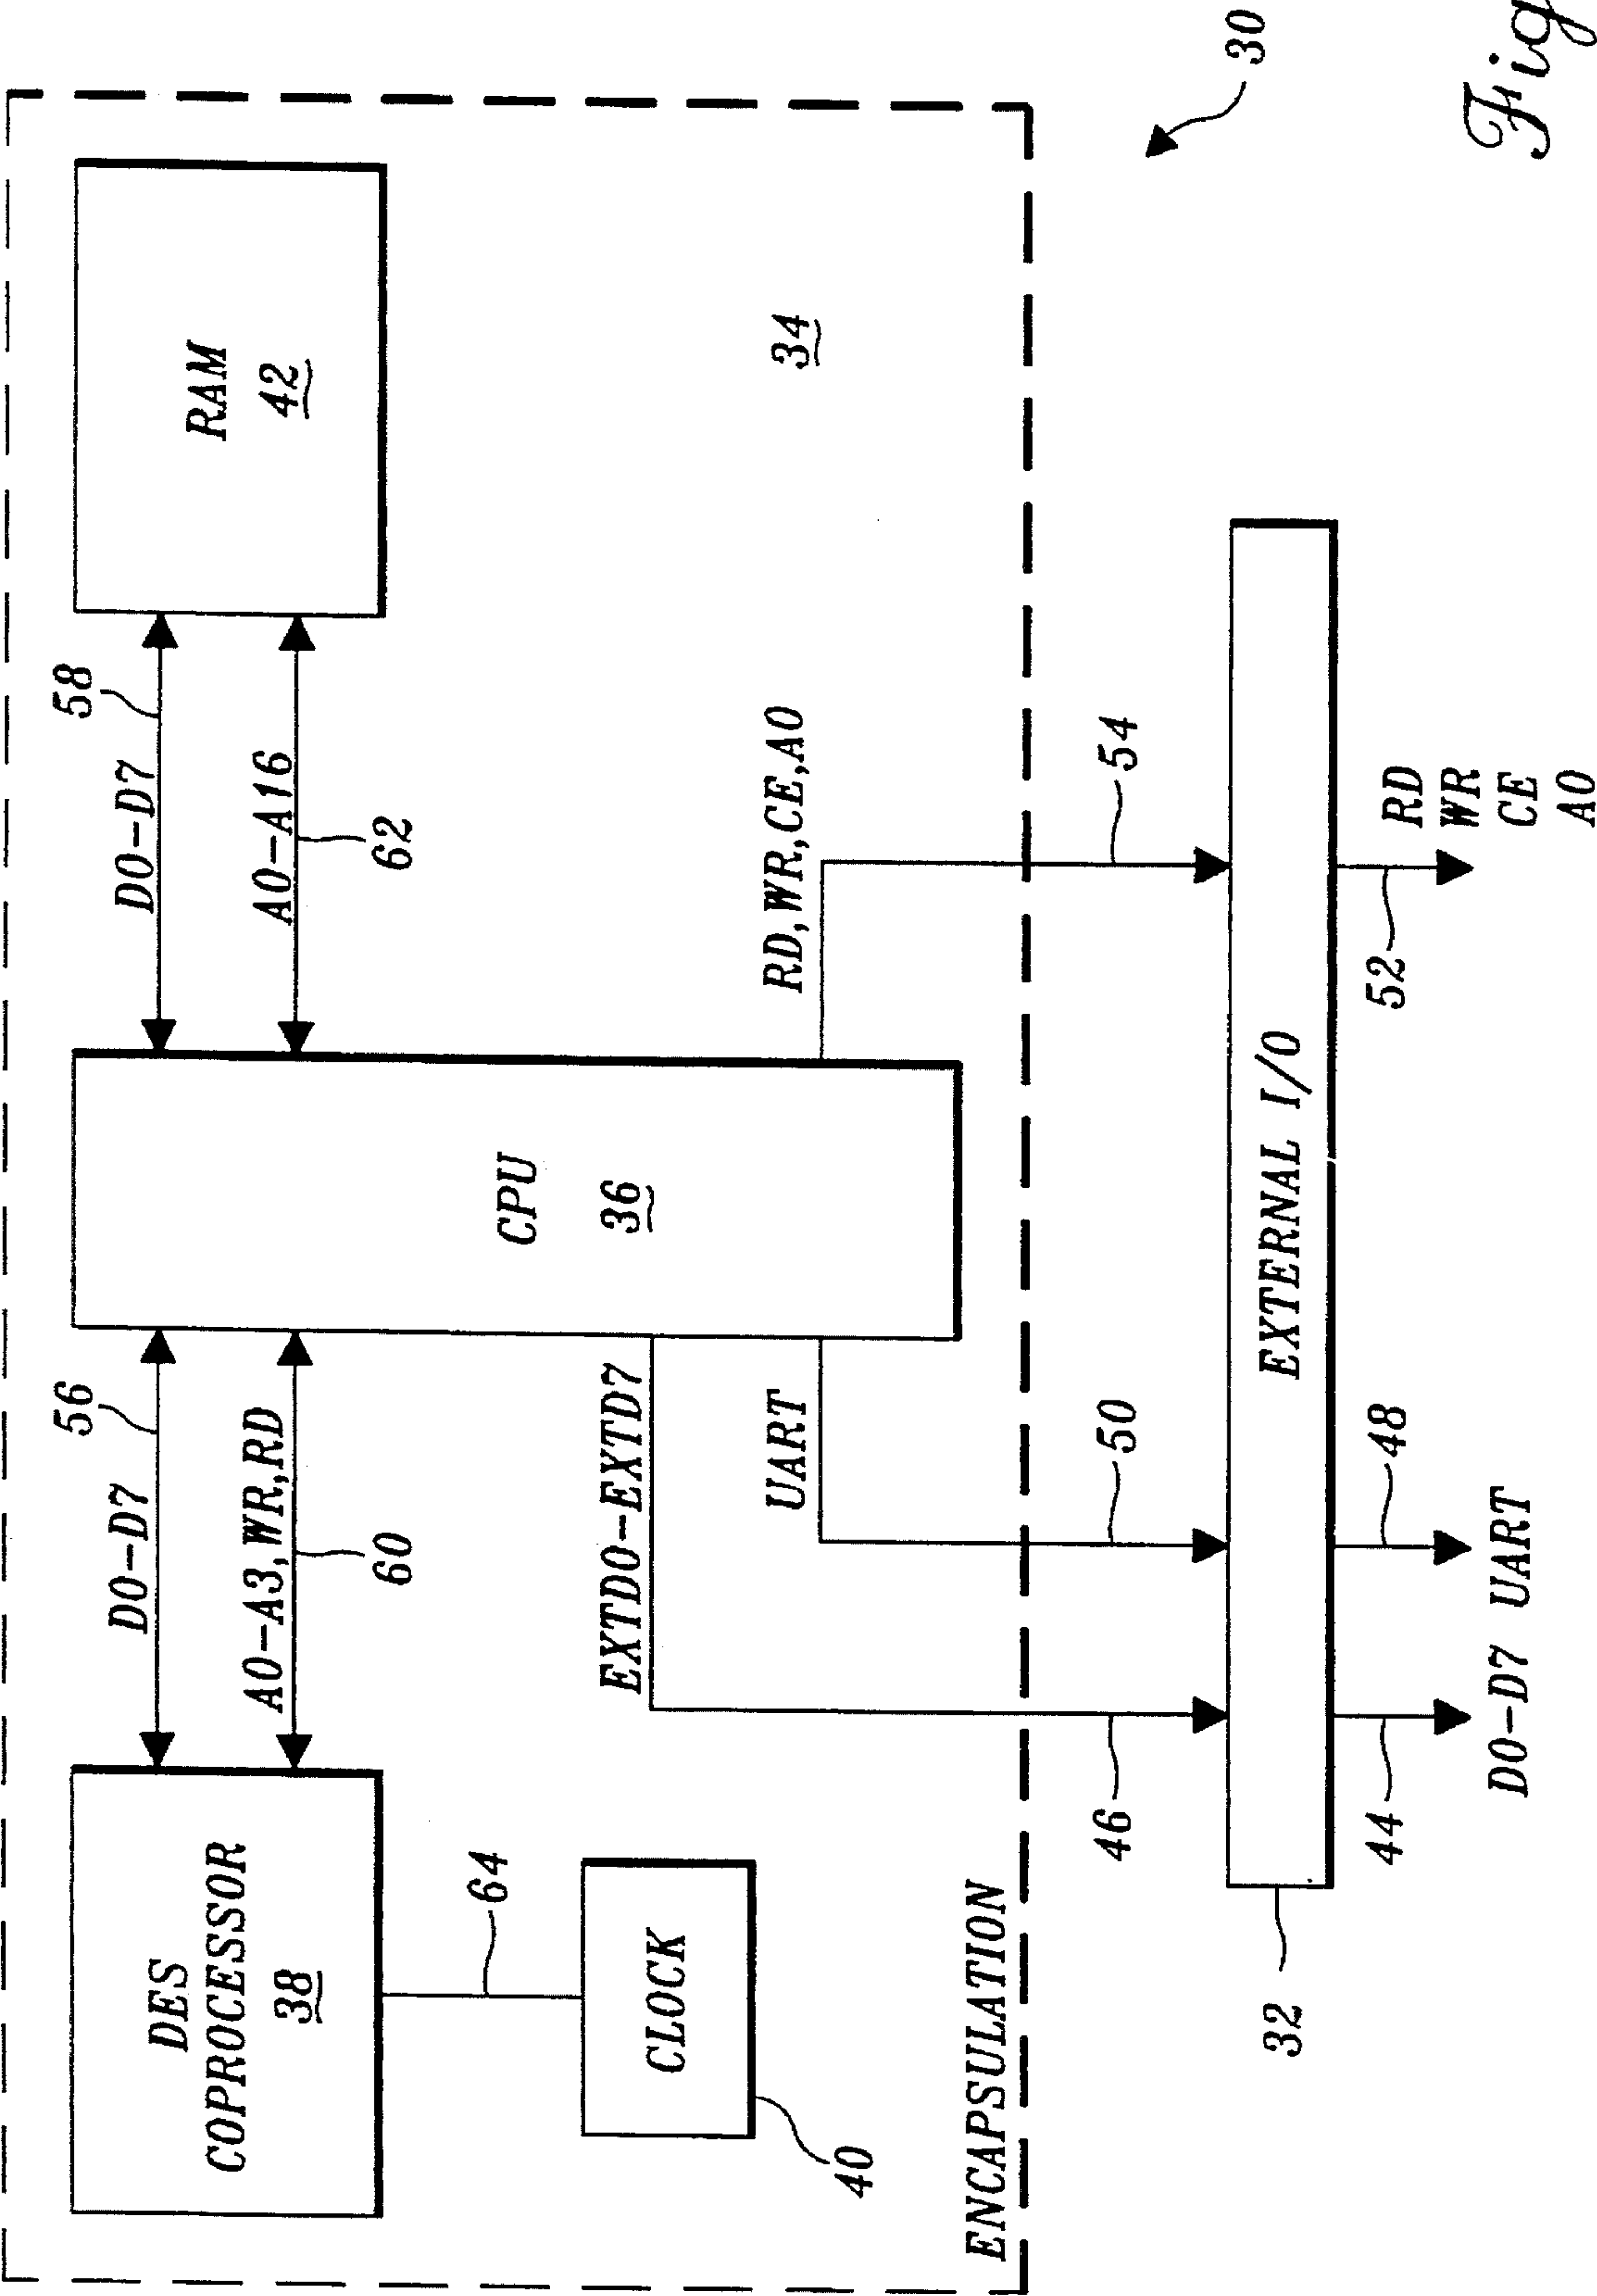 58
D0-D7
56
D0-D7
DES
COPROCESSOR
38
A0-A3,WR,RD
60
CPU
36
A0-A16
62
RAM
42
64
CLOCK
40
EXTD0-EXTD7
UART
RD,WR,CE,A0
34
ENCAPSULATION
46
50
54
30
32
EXTERNAL I/O
44
48
52
D0-D7
UART
RD
WR
CE
A0
Fig